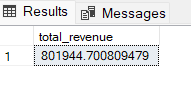 Results Messages
total_revenue
1 801944.700809479